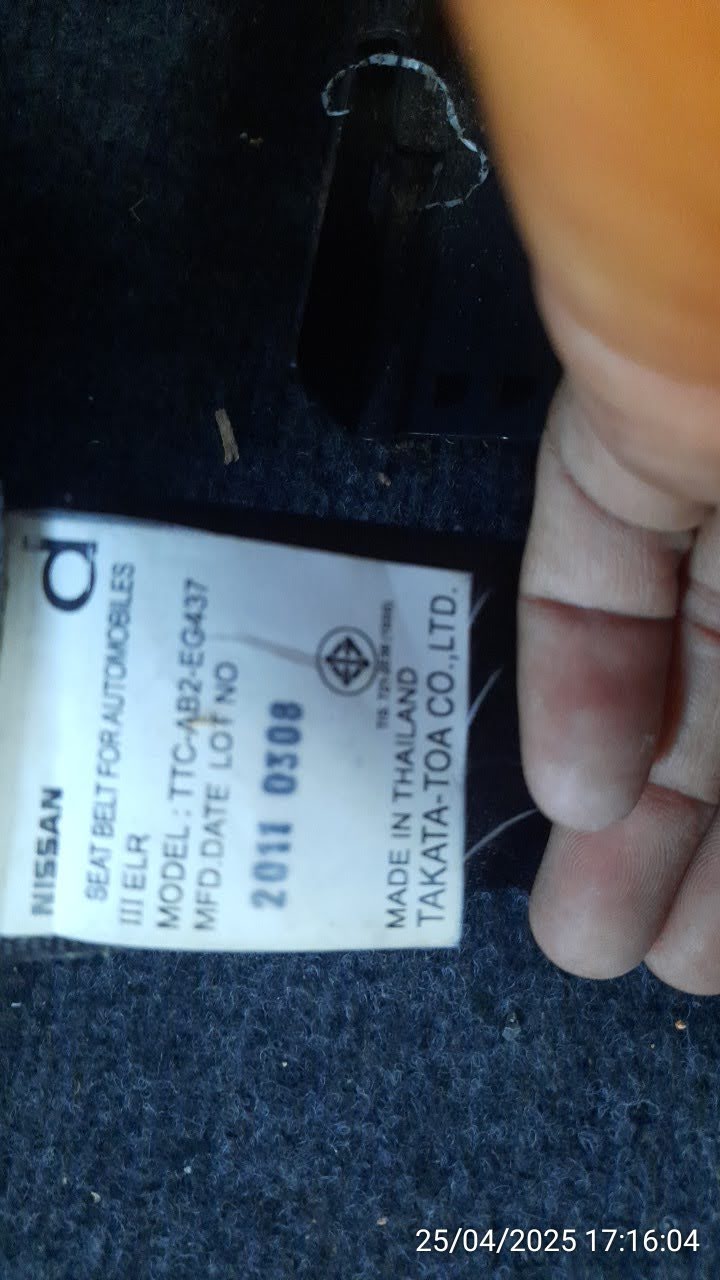 NISSAN
SEAT BELT FOR AUTOMOBILES
III ELR
MODEL : TTC-AB2-EG437
MFD.DATE LOT NO
2011 0308
MADE IN THAILAND
TAKATA-TOA CO.,LTD.
25/04/2025 17:16:04